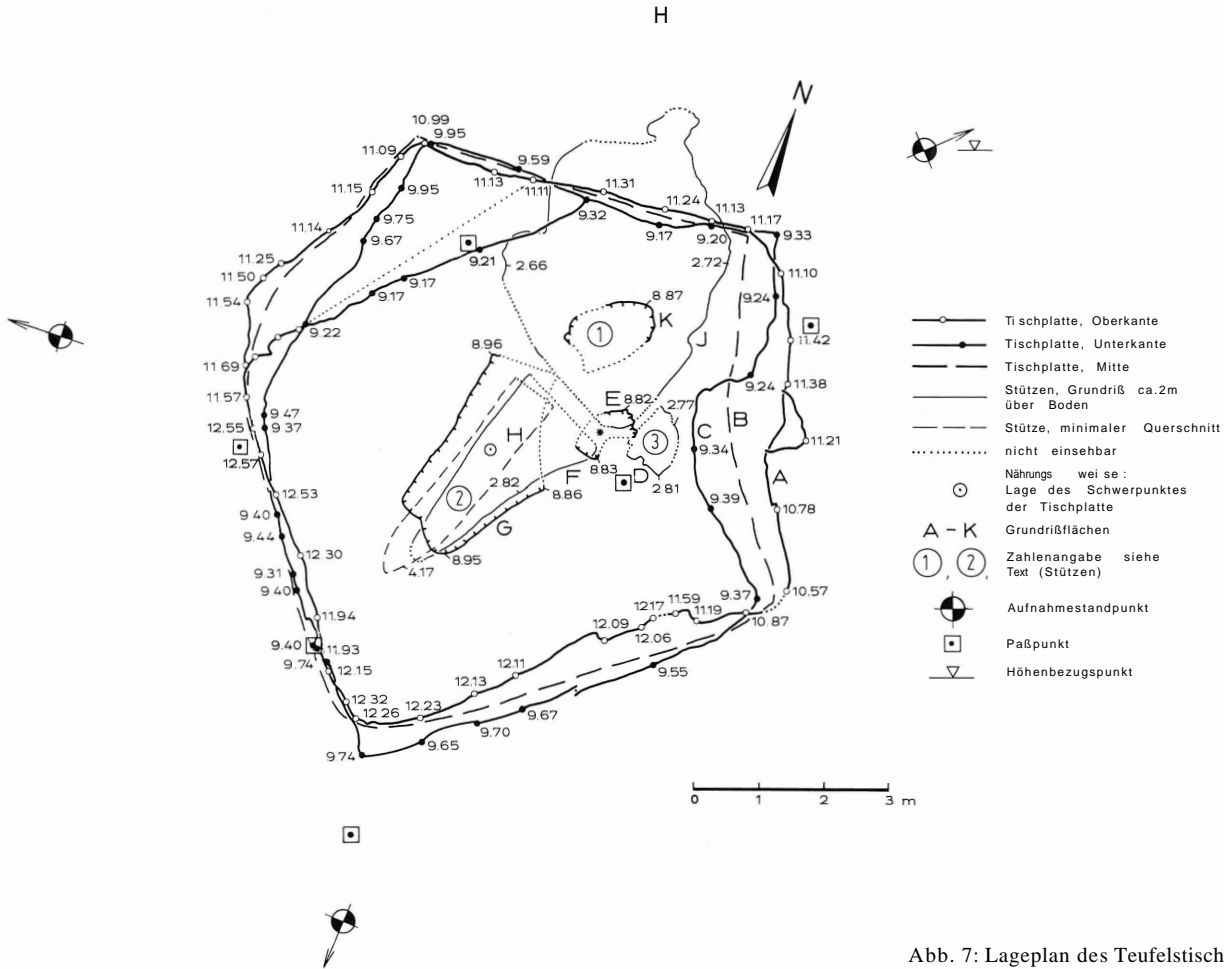 H
N
10.99
9.95
11.09
9.59
11.13
11.11
11.31
11.15
9.95
11.24
11.13
11.17
9.32
9.75
11.14
9.17
9.20
9.33
9.67
9.21
2.72
11.25
2.66
11.10
11.50
9.17
9.24
11.54
9.17
8.87
K
1
J
9.22
11.42
8.96
11.69
9.24
11.38
11.57
E
8.82
2.77
9.47
B
12.55
9.37
H
3
C
11.21
12.57
9.34
F
8.83
D
A
2.82
2
8.86
2.81
12.53
9.39
10.78
9 40
G
9.44
12 30
8.95
4.17
9.31
9.40
9.37
10.57
11.94
12.17
11.59
11.19
10.87
12.09
12.06
9.40
11.93
9.74
12.15
12.11
9.55
12.13
12 32
12 26
12.23
9.67
9.70
9.65
9.74
0 1 2 3 m
Tischplatte, Oberkante
Tischplatte, Unterkante
Tischplatte, Mitte
Stützen, Grundriß ca.2m
über Boden
Stütze, minimaler Querschnitt
nicht einsehbar
Nährungs wei se:
Lage des Schwerpunktes
der Tischplatte
A - K Grundrißflächen
1 , 2 , Zahlenangabe siehe
Text (Stützen)
Aufnahmestandpunkt
Paßpunkt
Höhenbezugspunkt
Abb. 7: Lageplan des Teufelstisch